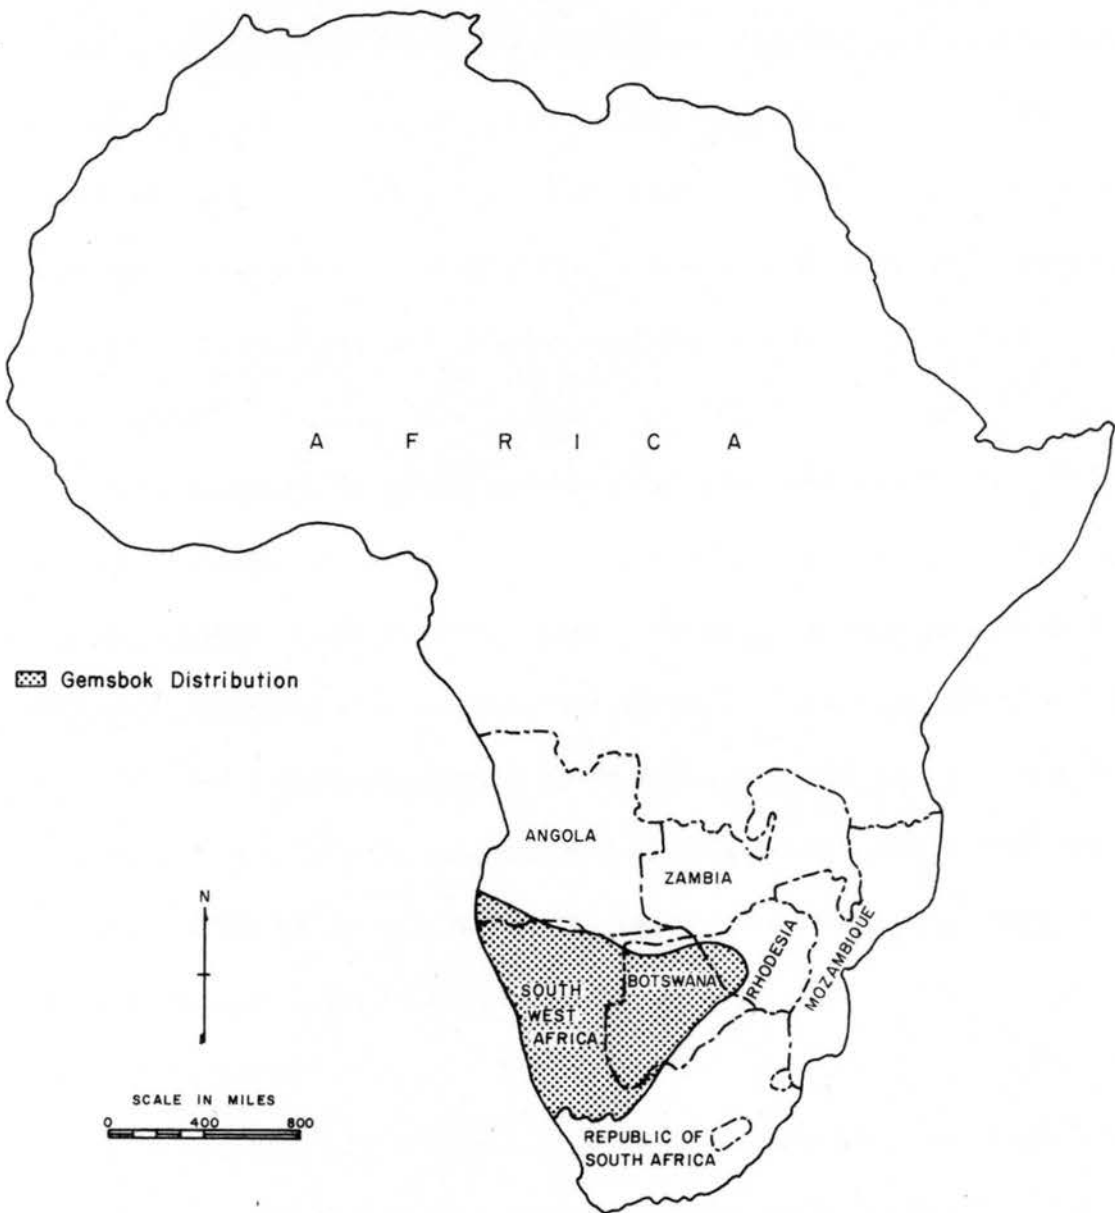 A F R I C A
Gemsbok Distribution
ANGOLA
ZAMBIA
N
RHODESIA
MOZAMBIQUE
BOTSWANA
SOUTH
WEST
AFRICA
SCALE IN MILES
0 400 800
REPUBLIC OF
SOUTH AFRICA